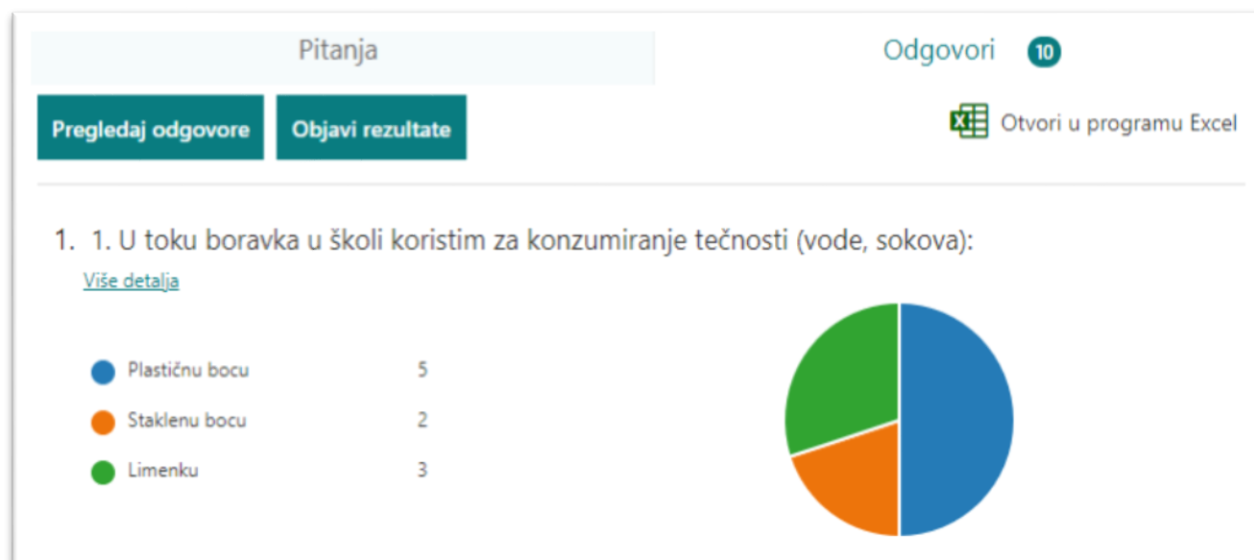 Pitanja
Odgovori 10
Pregledaj odgovore
Objavi rezultate
Otvori u programu Excel
1. 1. U toku boravka u školi koristim za konzumiranje tečnosti (vode, sokova):
Više detalja
Plastičnu bocu 5
Staklenu bocu 2
Limenku 3